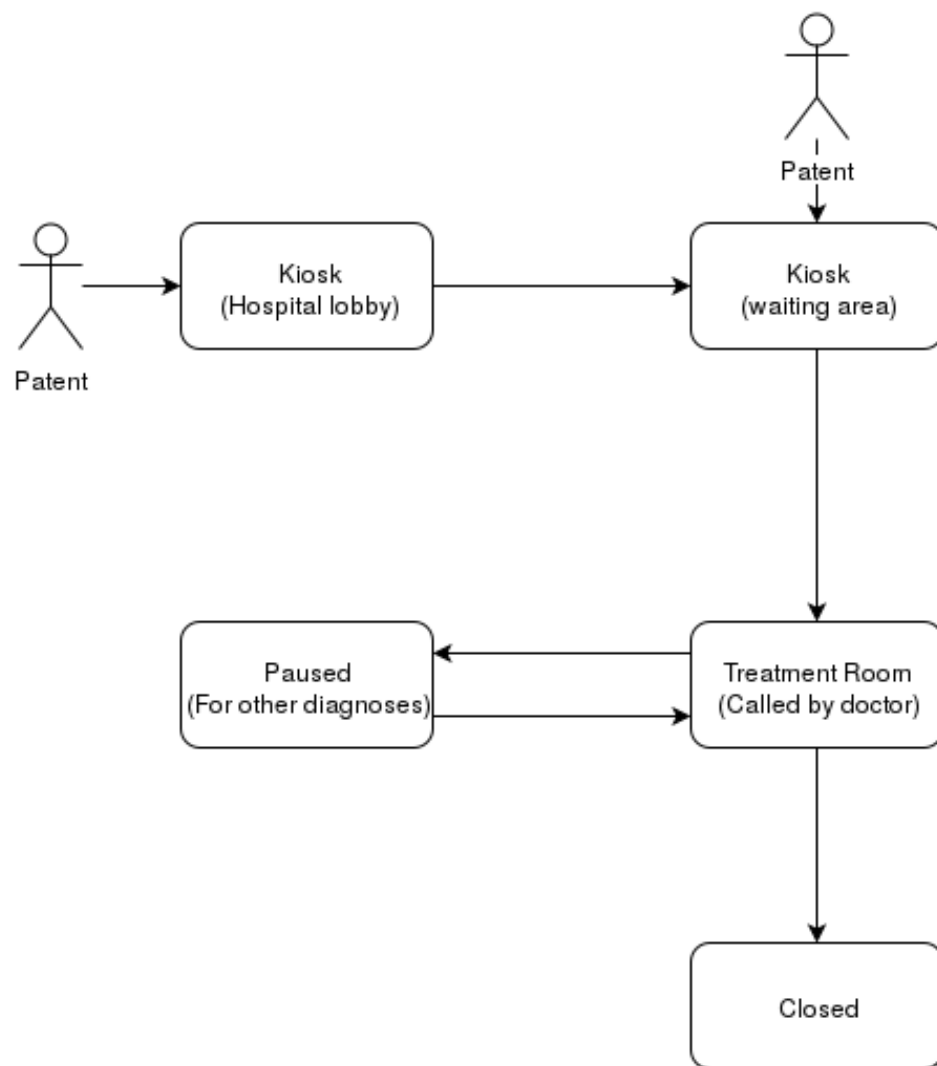 Patent
Kiosk
(Hospital lobby)
Kiosk
(waiting area)
Patent
Paused
(For other diagnoses)
Treatment Room
(Called by doctor)
Closed